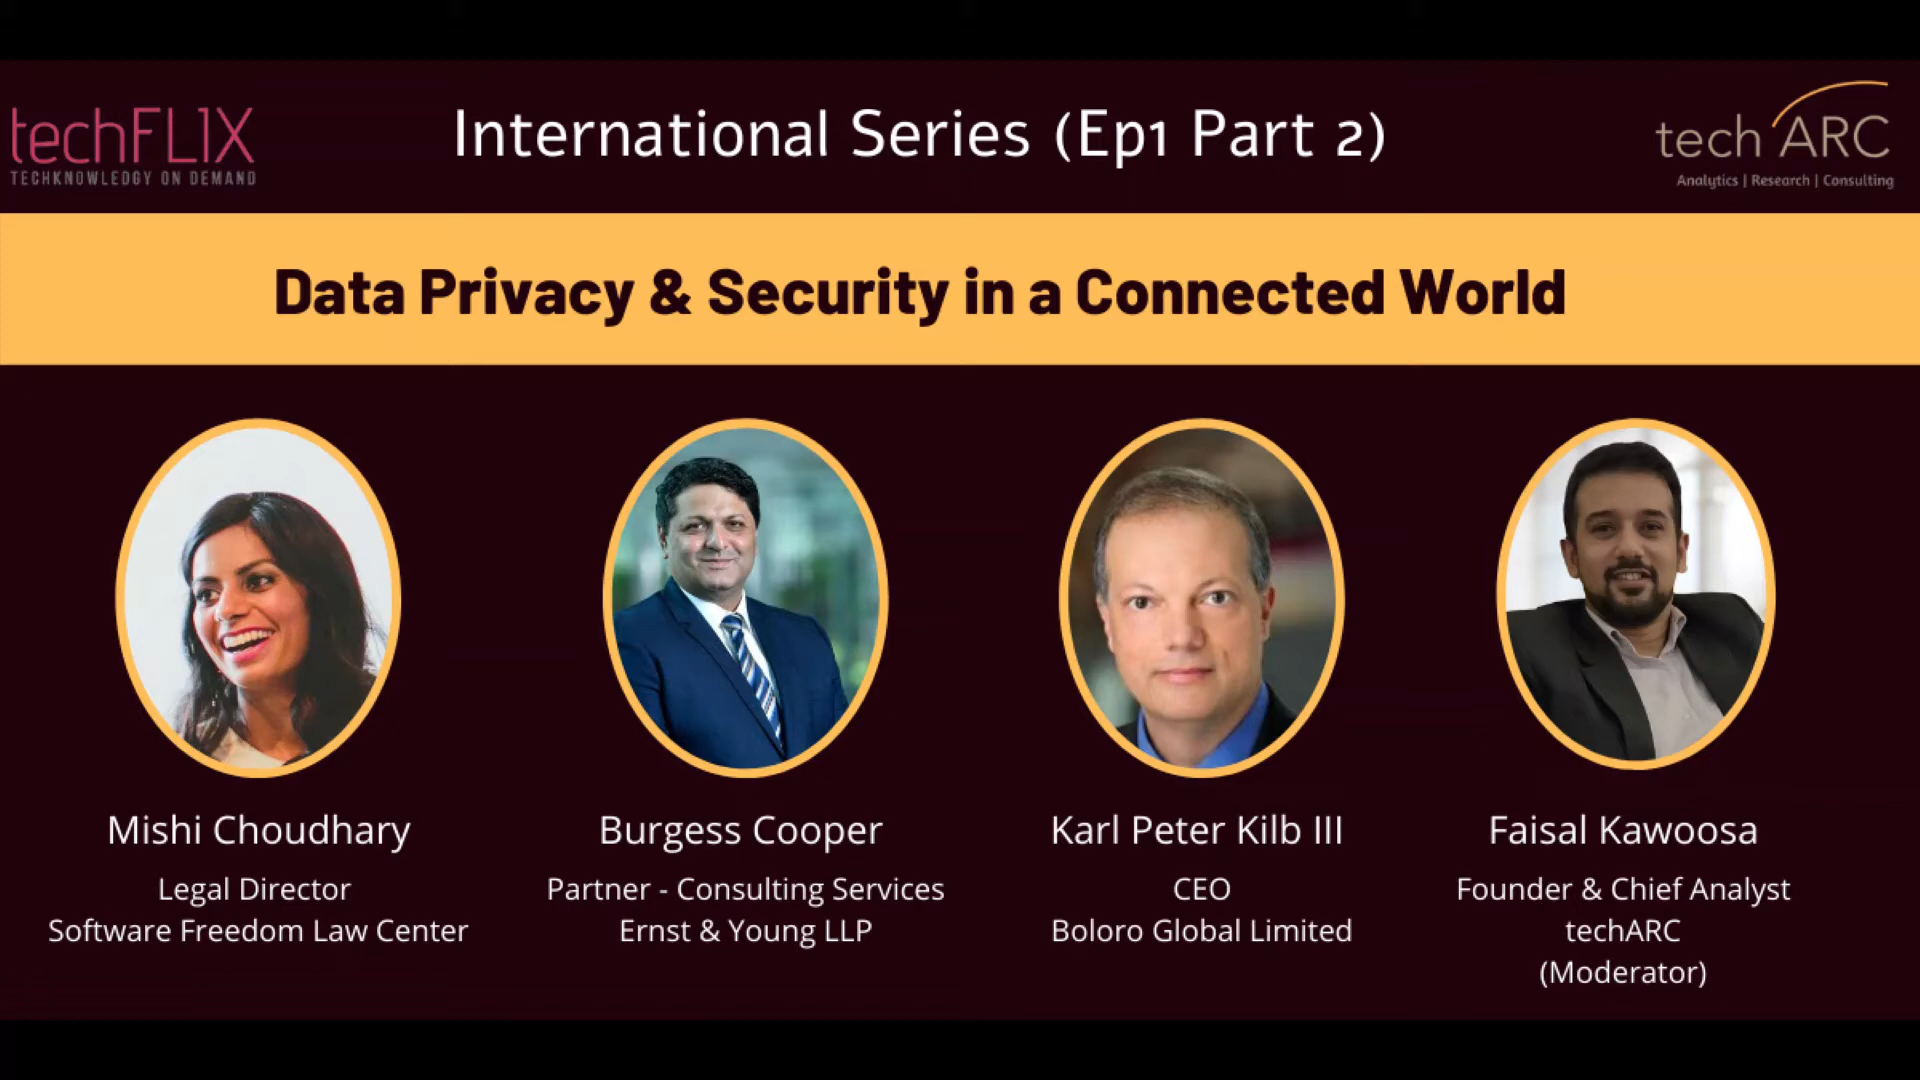 techFLIX
TECHKNOWLEDGY ON DEMAND
International Series (Ep1 Part 2)
tech ARC
Analytics | Research | Consulting
Data Privacy & Security in a Connected World
Mishi Choudhary
Legal Director
Software Freedom Law Center
Burgess Cooper
Partner - Consulting Services
Ernst & Young LLP
Karl Peter Kilb III
CEO
Boloro Global Limited
Faisal Kawoosa
Founder & Chief Analyst
techARC
(Moderator)